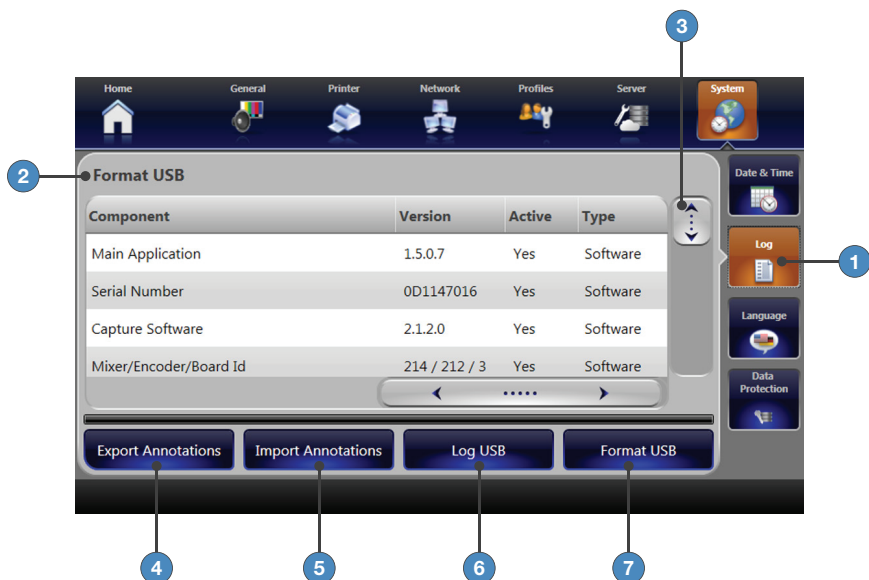 3
Home General Printer Network Profiles Server System
2
Format USB
Date & Time
Component Version Active Type
Main Application 1.5.0.7 Yes Software
Log
1
Serial Number 0D1147016 Yes Software
Capture Software 2.1.2.0 Yes Software
Language
Mixer/Encoder/Board Id 214 / 212 / 3 Yes Software
Data
Protection
Export Annotations Import Annotations Log USB Format USB
4 5 6 7